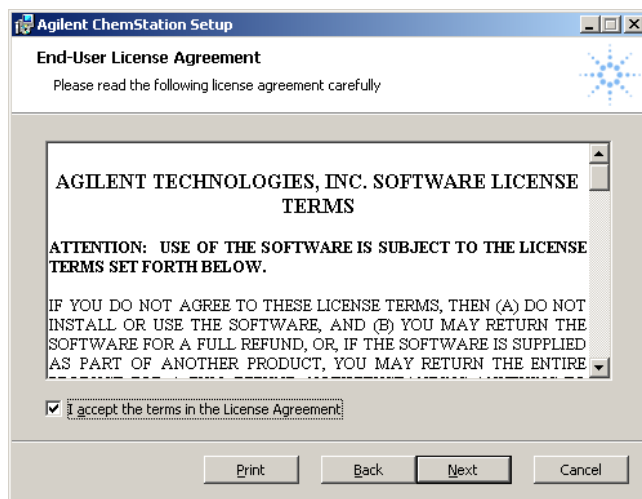 Agilent ChemStation Setup
End-User License Agreement
Please read the following license agreement carefully
AGILENT TECHNOLOGIES, INC. SOFTWARE LICENSE
TERMS
ATTENTION: USE OF THE SOFTWARE IS SUBJECT TO THE LICENSE
TERMS SET FORTH BELOW.
IF YOU DO NOT AGREE TO THESE LICENSE TERMS, THEN (A) DO NOT
INSTALL OR USE THE SOFTWARE, AND (B) YOU MAY RETURN THE
SOFTWARE FOR A FULL REFUND, OR, IF THE SOFTWARE IS SUPPLIED
AS PART OF ANOTHER PRODUCT, YOU MAY RETURN THE ENTIRE
I accept the terms in the License Agreement
Print Back Next Cancel